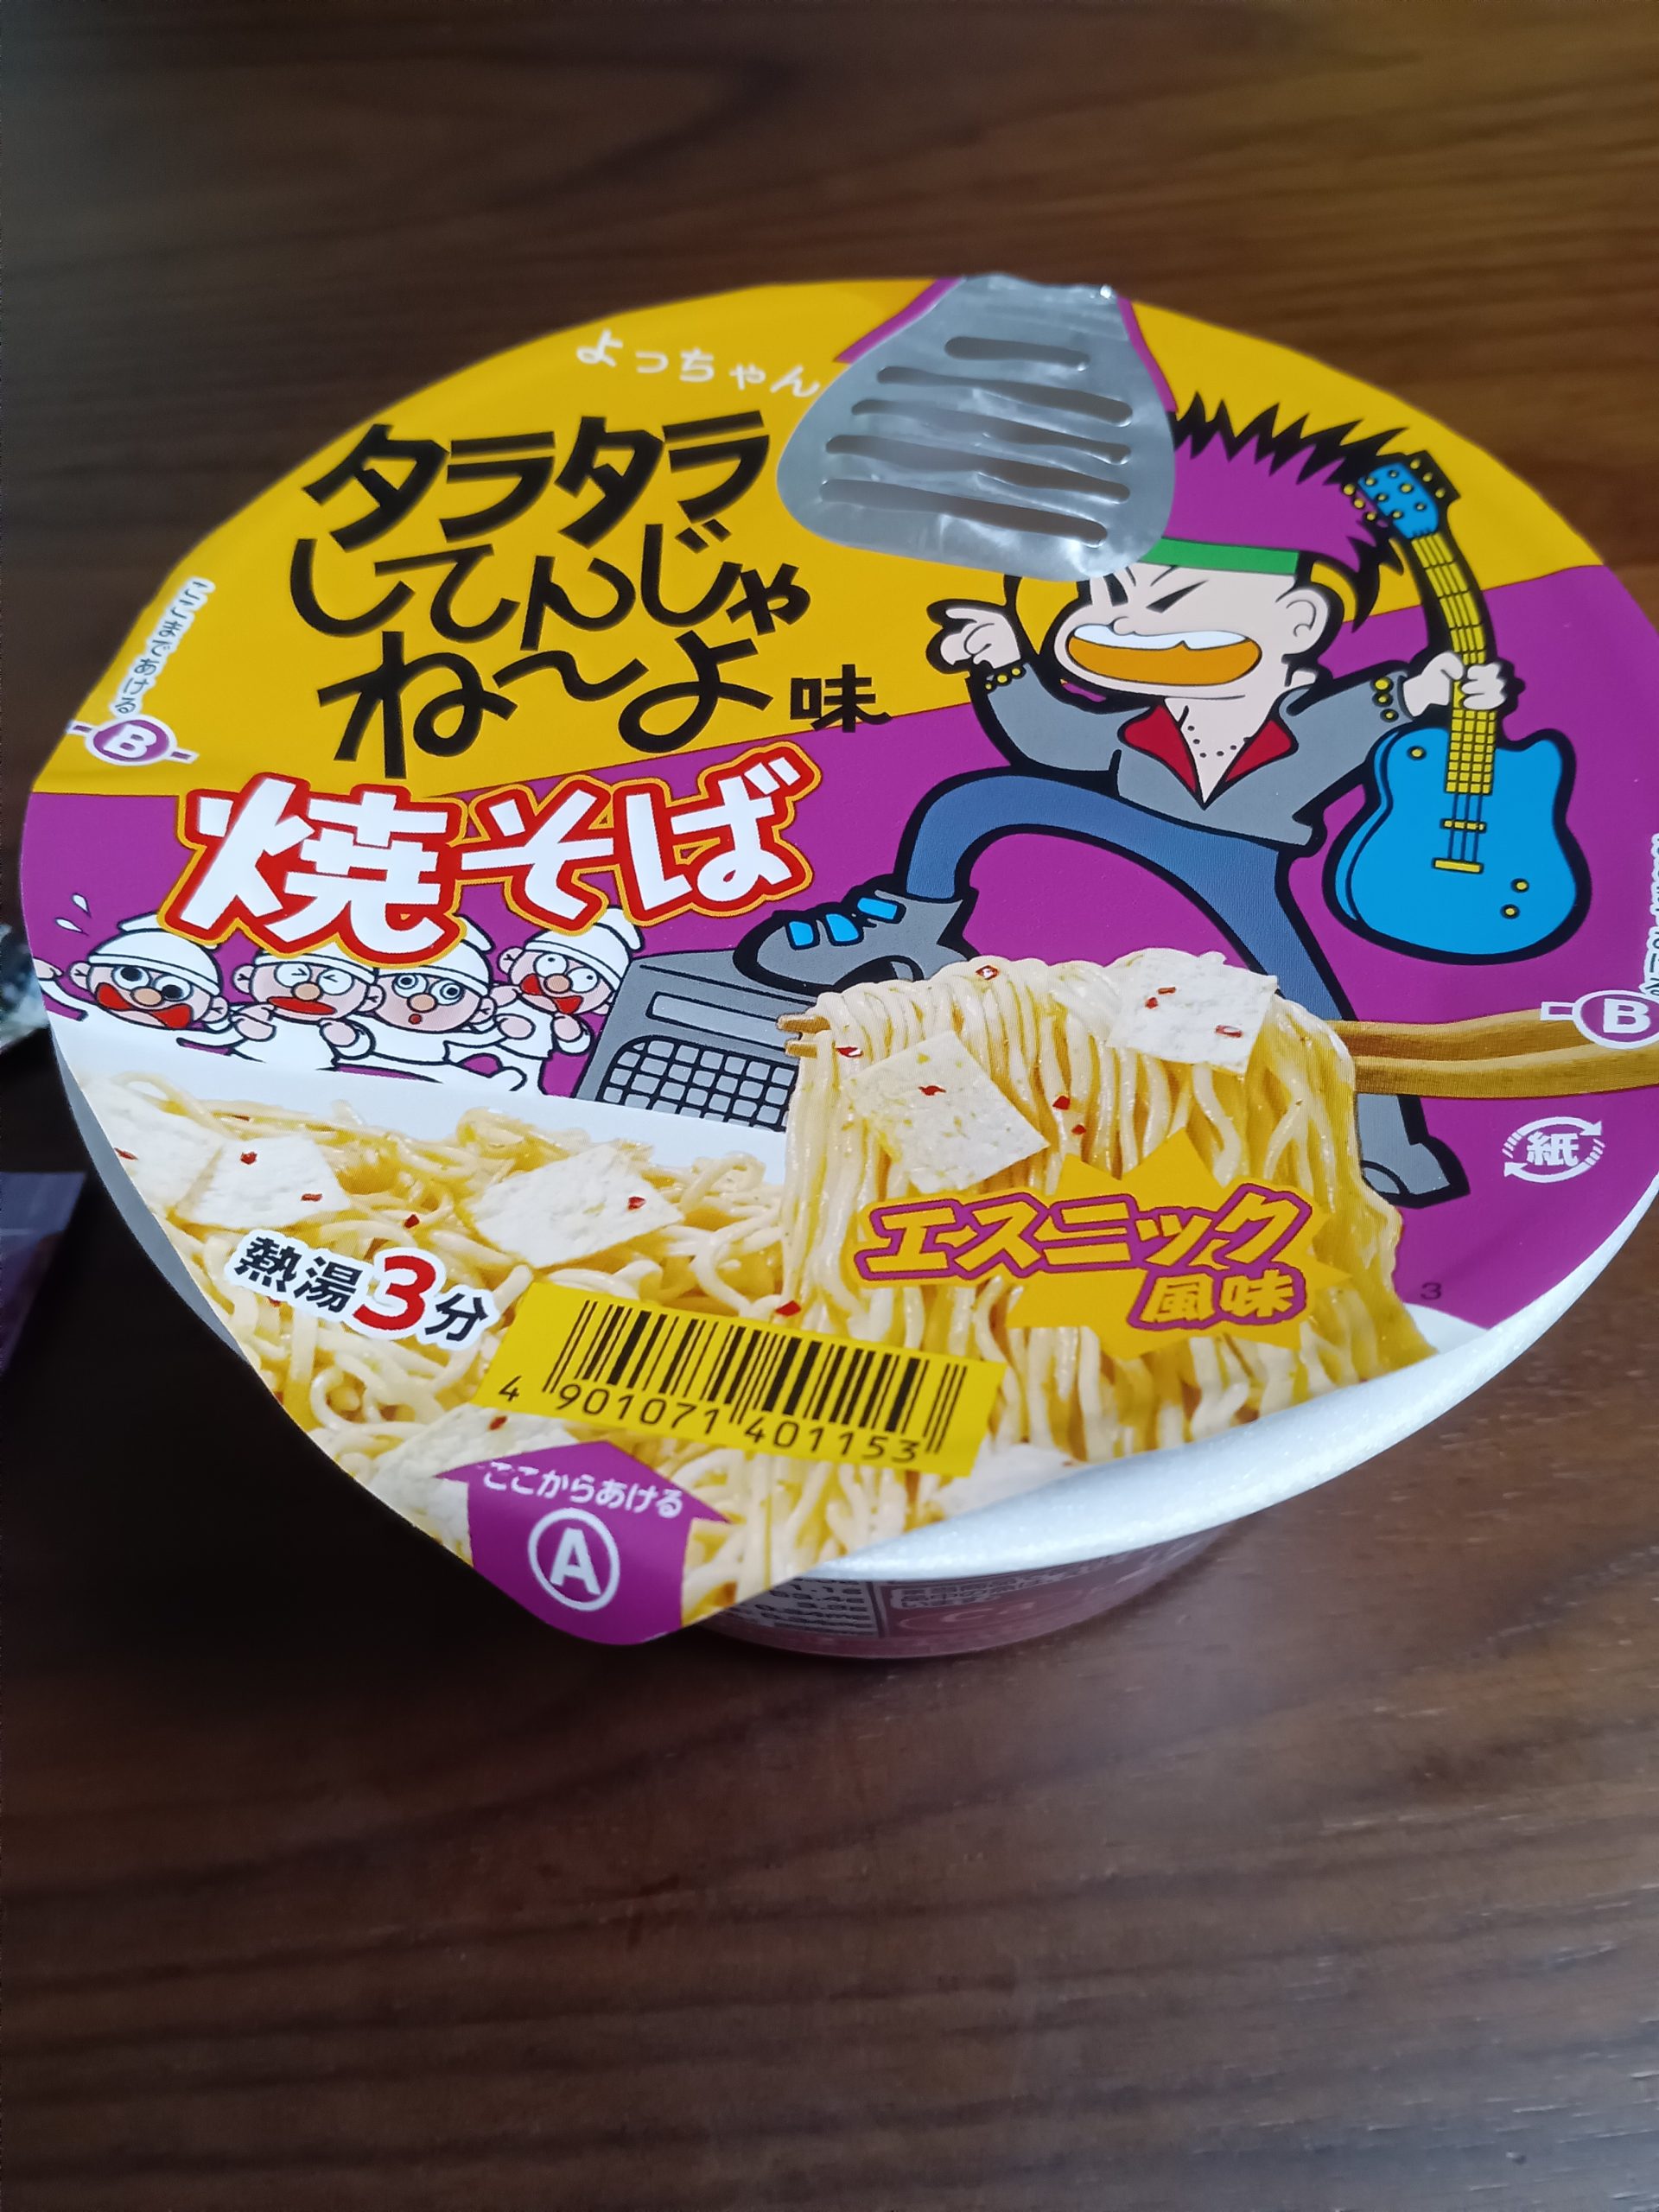 よっちゃん
タラタラ
してんじゃ
ね〜よ味
焼そば
ここまであける
B
B
紙
エスニック
風味
3
熱湯3分
4 901071 401153
ここからあける
A